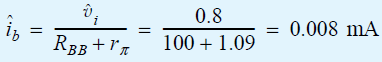 î_b = v̂_i / (R_BB + r_π) = 0.8 / (100 + 1.09) = 0.008 mA